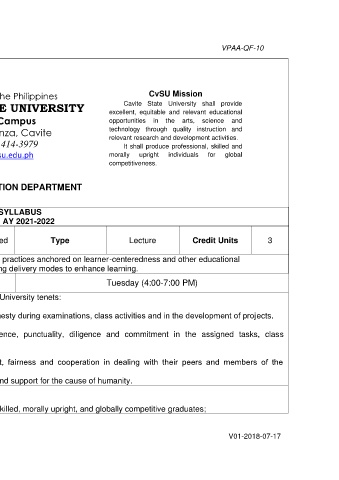 VPAA-QF-10
he Philippines
E UNIVERSITY
Campus
nza, Cavite
414-3979
su.edu.ph
CvSU Mission
Cavite State University shall provide
excellent, equitable and relevant educational
opportunities in the arts, science and
technology through quality instruction and
relevant research and development activities.
It shall produce professional, skilled and
morally upright individuals for global
competitiveness.
TION DEPARTMENT
SYLLABUS
AY 2021-2022
ed Type Lecture Credit Units 3
practices anchored on learner-centeredness and other educational
ng delivery modes to enhance learning.
Tuesday (4:00-7:00 PM)
University tenets:
nesty during examinations, class activities and in the development of projects.
ence, punctuality, diligence and commitment in the assigned tasks, class
t, fairness and cooperation in dealing with their peers and members of the
nd support for the cause of humanity.
killed, morally upright, and globally competitive graduates;
V01-2018-07-17